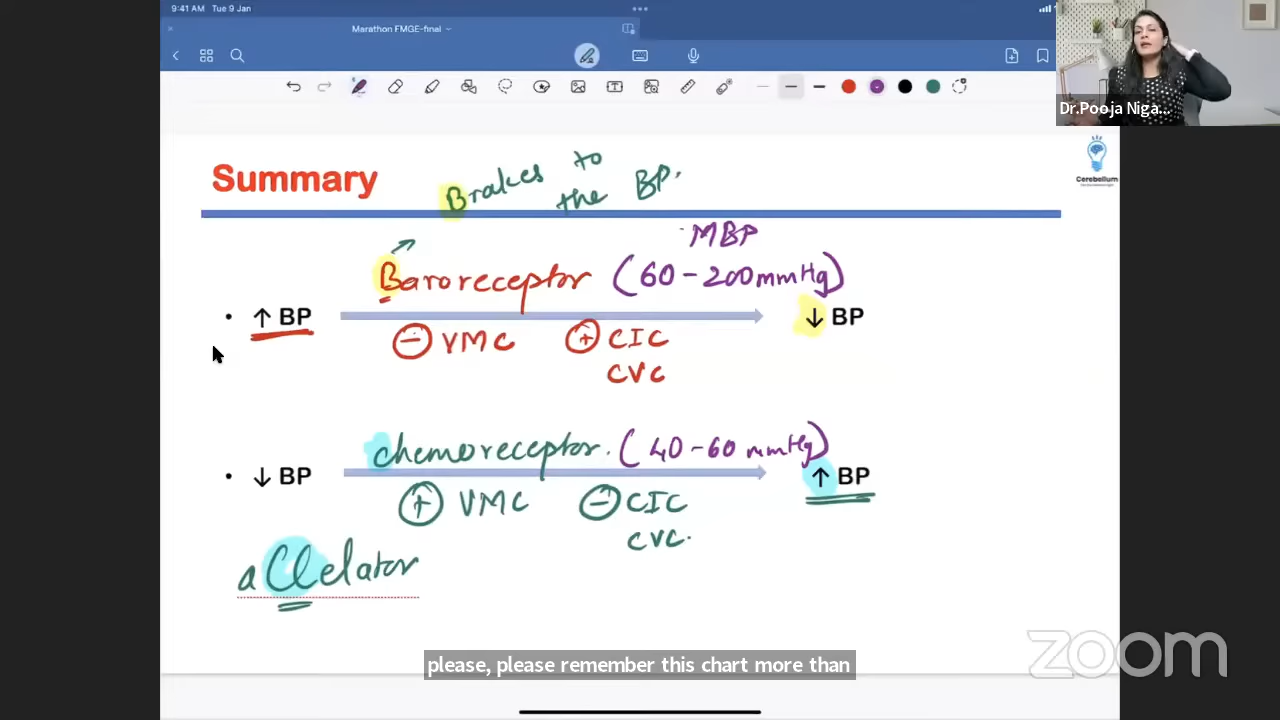 9:41 AM Tue 9 Jan
Marathon FMGE-final
Dr.Pooja Niga...
Summary
Brakes to the BP.
Cerebellum
MBP
Baroreceptor (60-200mmHg)
• ↑ BP
↓ BP
⊖ VMC ⊕ CIC
CVC
chemoreceptor. (40-60 mmHg)
• ↓ BP
↑ BP
⊕ VMC ⊖ CIC
CVC.
aCClelator
please, please remember this chart more than
zoom